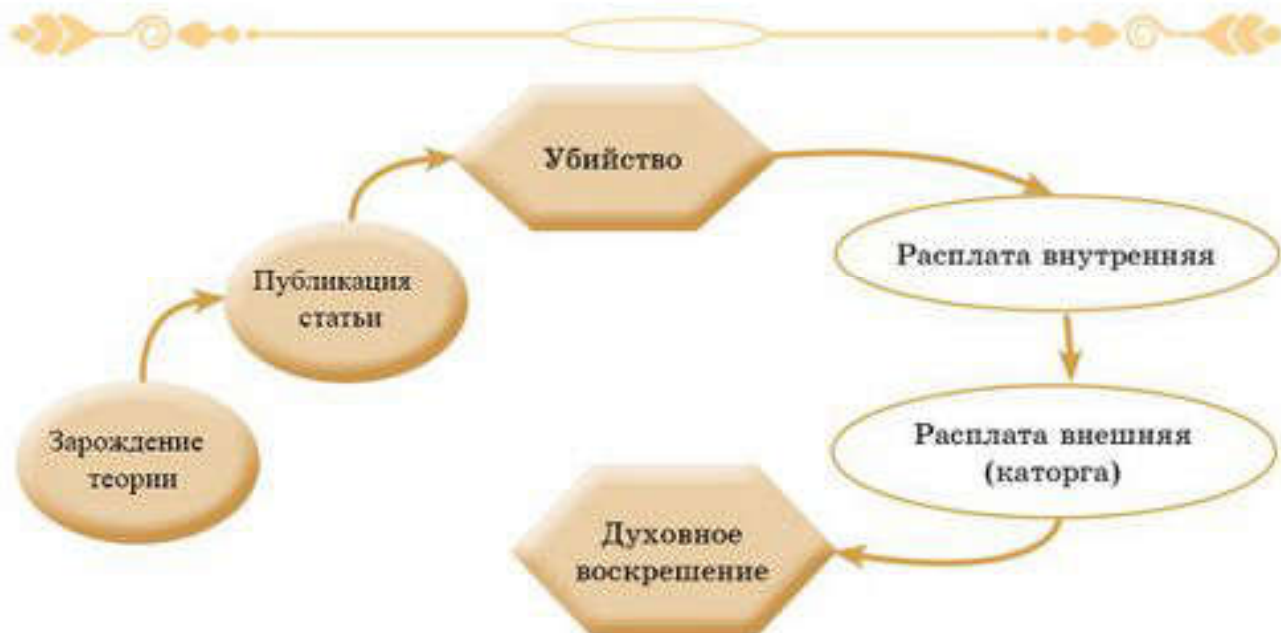 Убийство
Публикация
статьи
Зарождение
теории
Расплата внутренняя
Расплата внешняя
(каторга)
Духовное
воскрешение